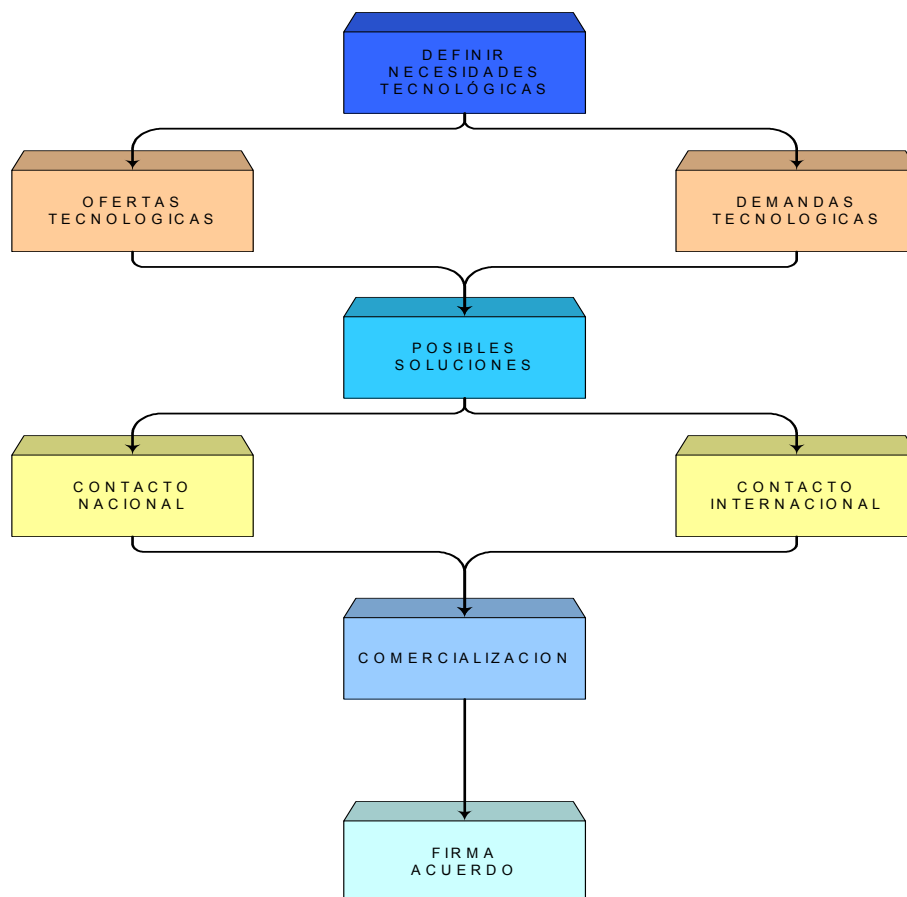 DEFINIR
NECESIDADES
TECNOLÓGICAS
OFERTAS
TECNOLOGICAS
DEMANDAS
TECNOLOGICAS
POSIBLES
SOLUCIONES
CONTACTO
NACIONAL
CONTACTO
INTERNACIONAL
COMERCIALIZACION
FIRMA
ACUERDO